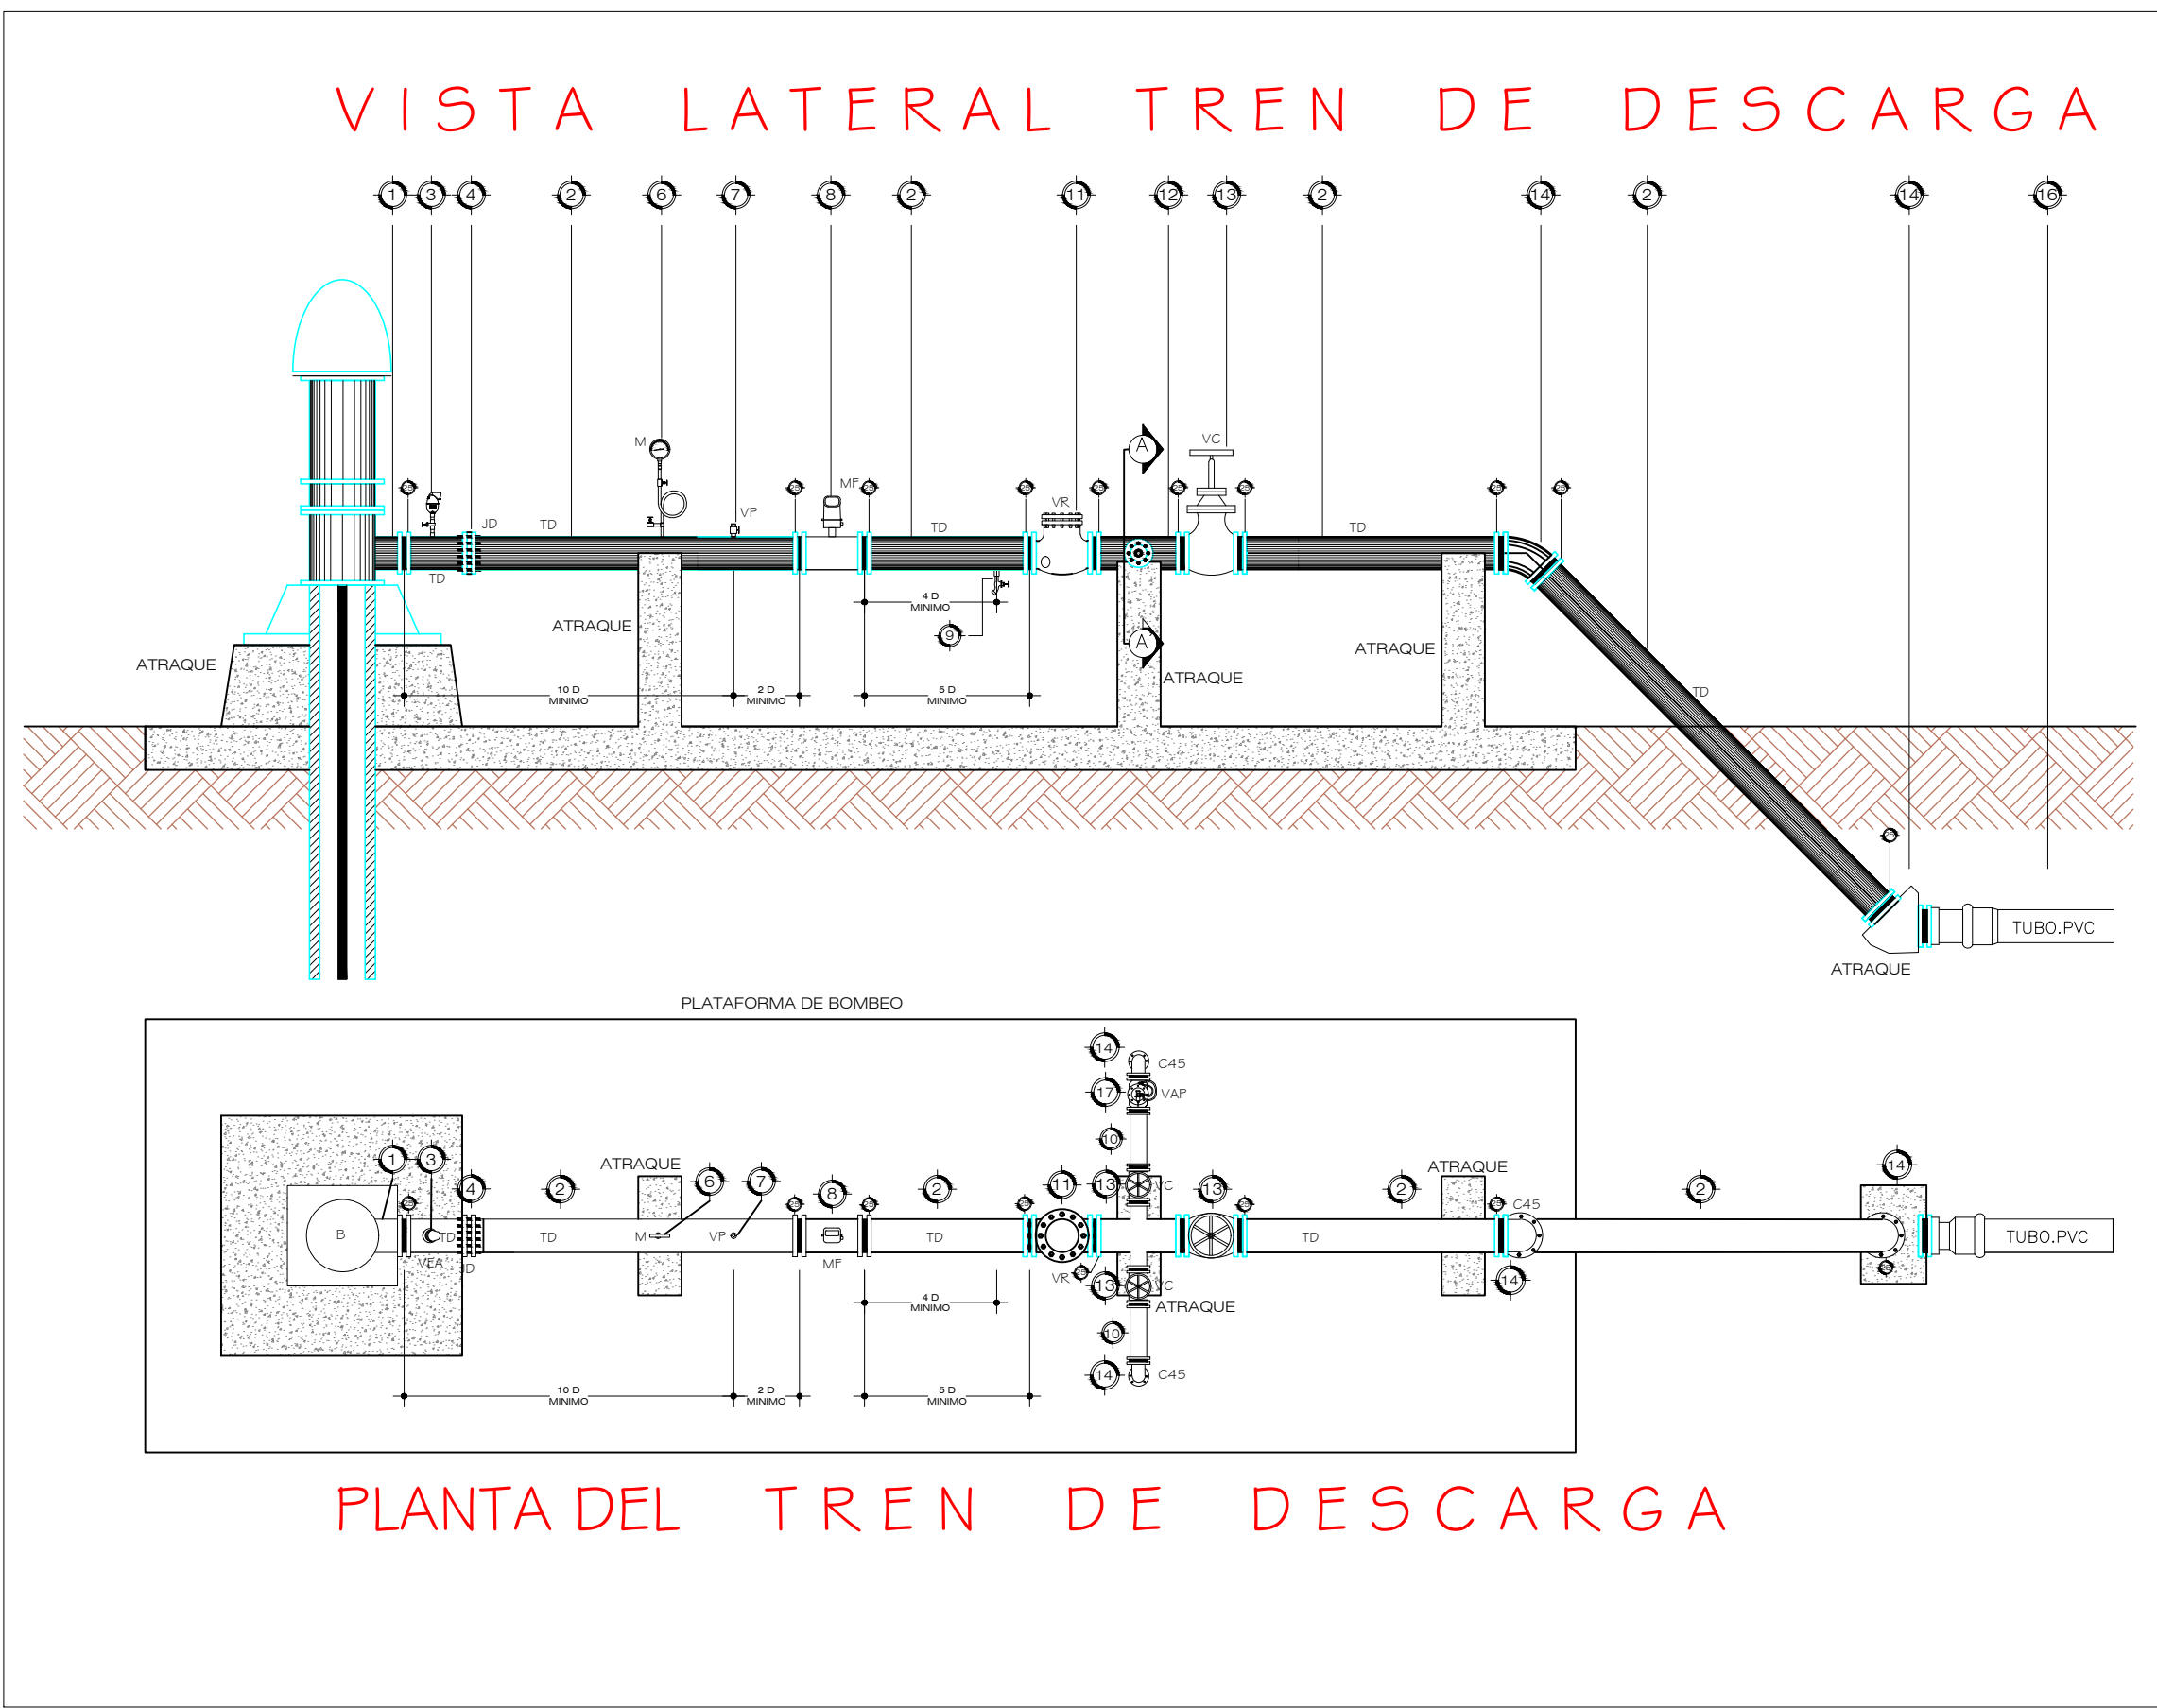 VISTA LATERAL TREN DE DESCARGA
1 3 4 2 6 7 8 2 11 12 13 2 14 2 14 16
M
VC
MF
VR
VP
JD TD
TD
TD
TD
4 D
MINIMO
9
A
A
ATRAQUE
ATRAQUE
ATRAQUE
ATRAQUE
10 D
MINIMO
2 D
MINIMO
5 D
MINIMO
TD
TUBO.PVC
ATRAQUE
PLATAFORMA DE BOMBEO
14
C45
17
VAP
10
ATRAQUE
ATRAQUE
1 3
4 2 6 7 8 2 11 13 13 2 2 14
VC
C45
B
TD
TD
M
VP
TD
TD
TUBO.PVC
VEA
JD
MF
VR
13
VC
14
ATRAQUE
4 D
MINIMO
10
14
C45
10 D
MINIMO
2 D
MINIMO
5 D
MINIMO
PLANTA DEL TREN DE DESCARGA